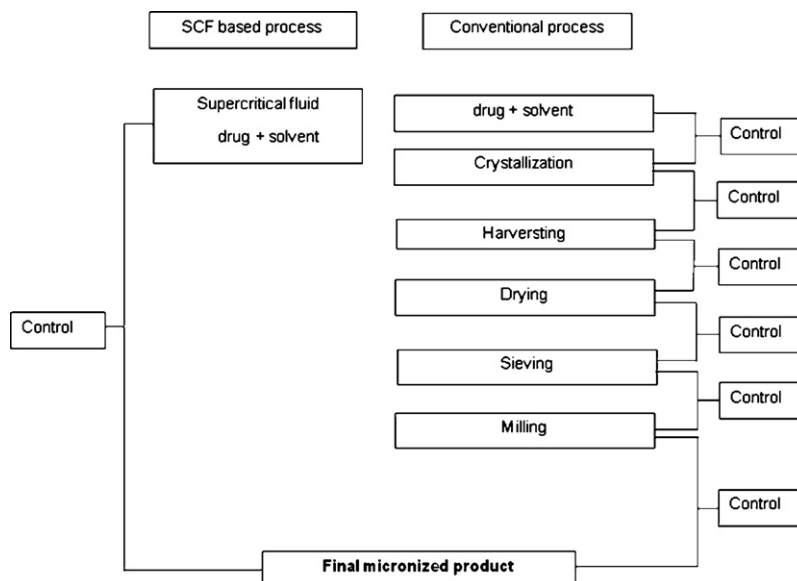 SCF based process
Conventional process
Supercritical fluid
drug + solvent
drug + solvent
Control
Crystallization
Control
Harversting
Control
Drying
Control
Control
Sieving
Control
Milling
Control
Final micronized product